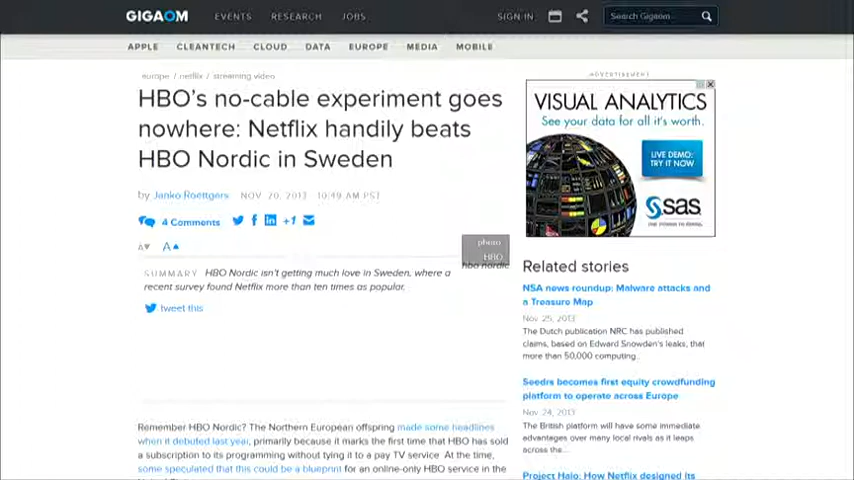 GIGAOM EVENTS RESEARCH JOBS SIGN IN Search Gigaom...
APPLE CLEANTECH CLOUD DATA EUROPE MEDIA MOBILE
europe / netflix / streaming video
HBO's no-cable experiment goes
nowhere: Netflix handily beats
HBO Nordic in Sweden
by Janko Roettgers NOV. 20, 2013 10:49 AM PST
4 Comments +1
A▼ A▲
photo
HBO
hbo nordic
SUMMARY HBO Nordic isn't getting much love in Sweden, where a
recent survey found Netflix more than ten times as popular.
tweet this
Remember HBO Nordic? The Northern European offspring made some headlines
when it debuted last year, primarily because it marks the first time that HBO has sold
a subscription to its programming without tying it to a pay TV service. At the time,
some speculated that this could be a blueprint for an online-only HBO service in the
ADVERTISEMENT
VISUAL ANALYTICS
See your data for all it's worth.
LIVE DEMO:
TRY IT NOW
sas
THE POWER TO KNOW.
Related stories
NSA news roundup: Malware attacks and
a Treasure Map
Nov. 25, 2013
The Dutch publication NRC has published
claims, based on Edward Snowden's leaks, that
more than 50,000 computing...
Seedrs becomes first equity crowdfunding
platform to operate across Europe
Nov. 24, 2013
The British platform will have some immediate
advantages over many local rivals as it leaps
across the...
Project Halo: How Netflix designed its